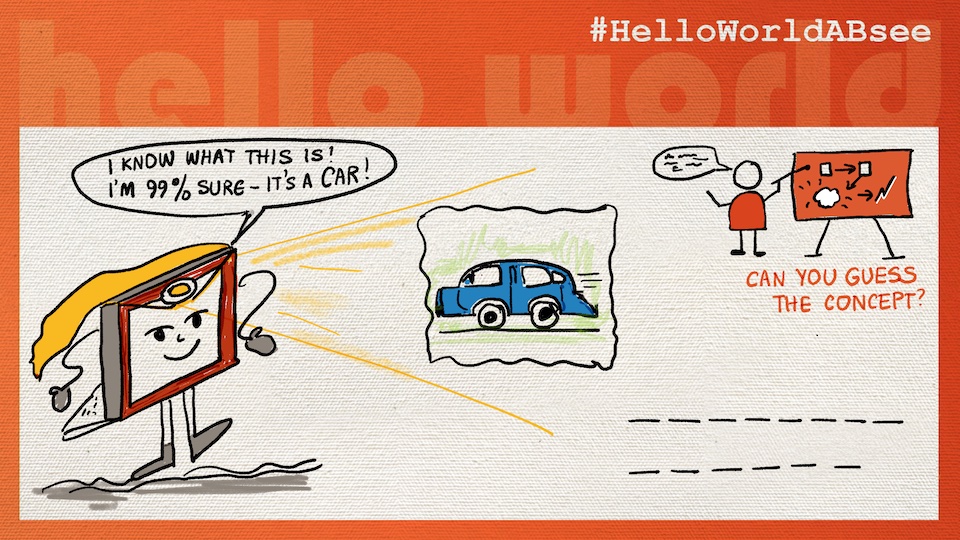 #HelloWorldABsee
hello world
I KNOW WHAT THIS IS!
I'M 99% SURE - IT'S A CAR!
CAN YOU GUESS
THE CONCEPT?